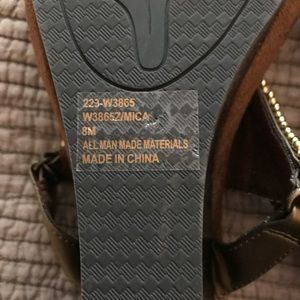 223-W3865
W3865Z/MICA
8M
ALL MAN MADE MATERIALS
MADE IN CHINA